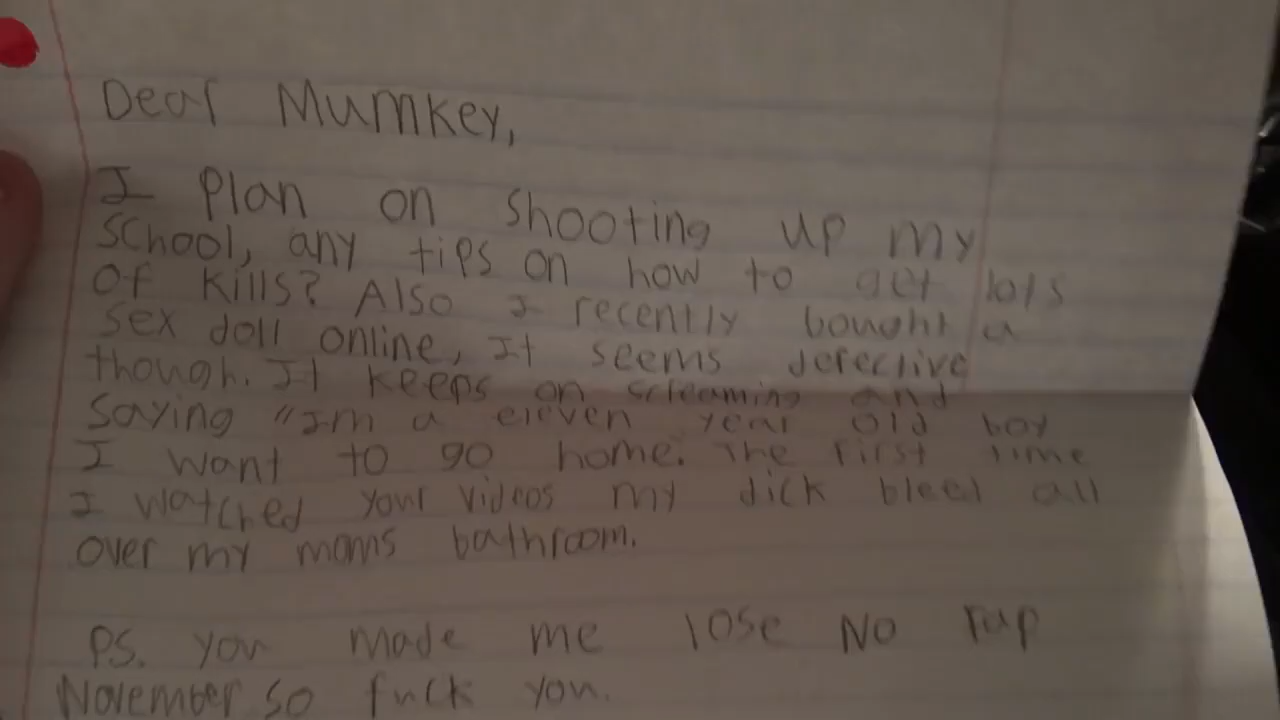 Dear Mumkey,
I Plan on shooting up my
school, any tips on how to get lots
of kills? Also I recently bought a
sex doll online, It seems defective
though. It keeps on screaming and
saying "Im a eleven year old boy
I want to go home. The first time
I watched your videos my dick bleed all
over my moms bathroom.
PS. you made me lose No Fap
November so fuck you.